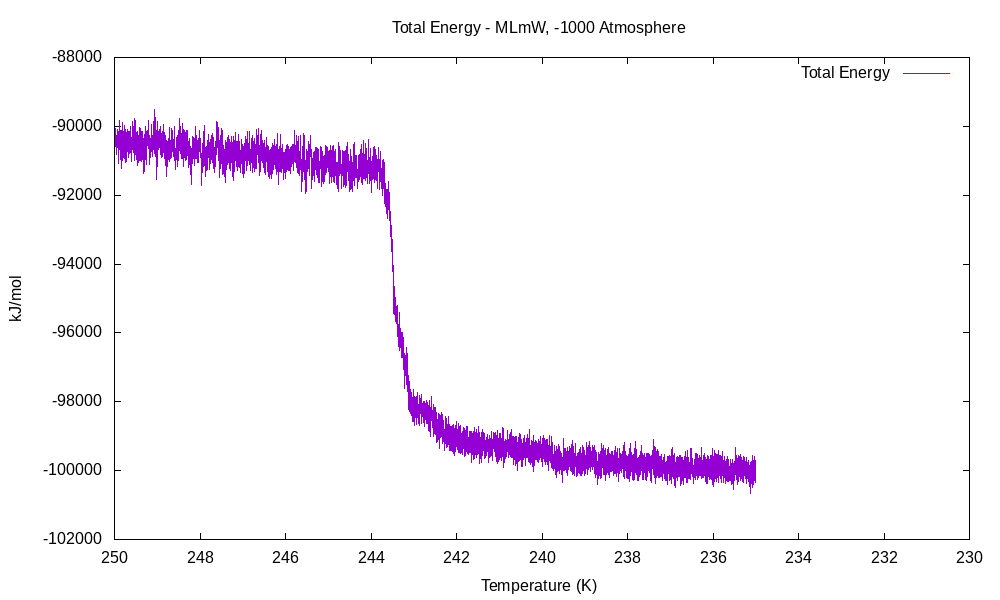 Total Energy - MLmW, -1000 Atmosphere
Total Energy
-88000
-90000
-92000
-94000
-96000
-98000
-100000
-102000
kJ/mol
250 248 246 244 242 240 238 236 234 232 230
Temperature (K)